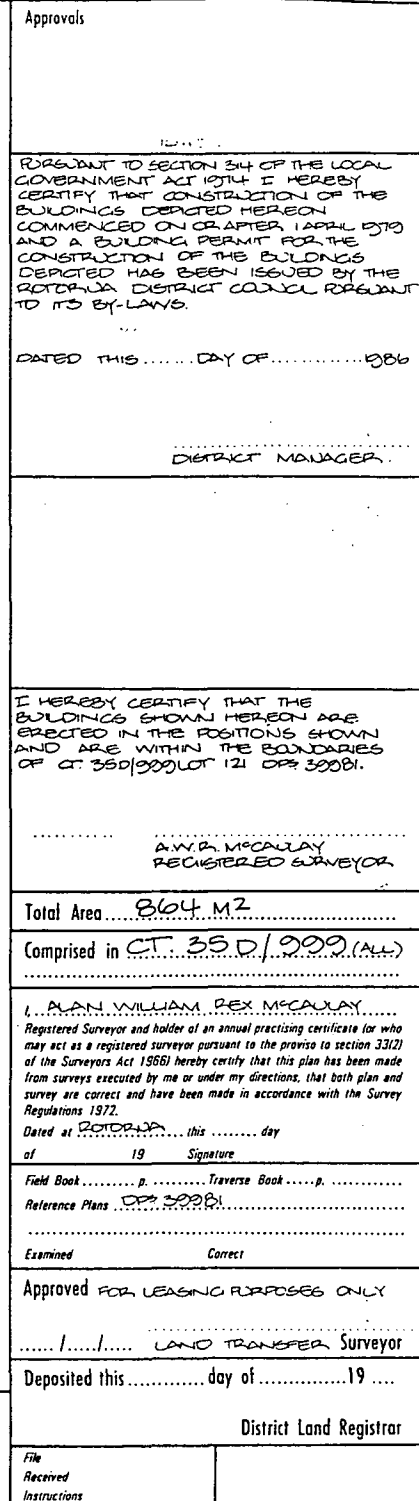 Approvals
PURSUANT TO SECTION 314 OF THE LOCAL
GOVERNMENT ACT 1974 I HEREBY
CERTIFY THAT CONSTRUCTION OF THE
BUILDINGS DEPICTED HEREON
COMMENCED ON OR AFTER 1 APRIL 1979
AND A BUILDING PERMIT FOR THE
CONSTRUCTION OF THE BUILDINGS
DEPICTED HAS BEEN ISSUED BY THE
ROTORUA DISTRICT COUNCIL PURSUANT
TO ITS BY-LAWS.
DATED THIS ....... DAY OF ............. 1986
DISTRICT MANAGER.
I HEREBY CERTIFY THAT THE
BUILDINGS SHOWN HEREON ARE
ERECTED IN THE POSITIONS SHOWN
AND ARE WITHIN THE BOUNDARIES
OF CT. 35D/999 LOT 121 DPS 39981.
A.W.R. McCAULAY
REGISTERED SURVEYOR
Total Area .... 864 M2
Comprised in CT. 35D/999 (ALL)
I, ALAN WILLIAM REX McCAULAY
Registered Surveyor and holder of an annual practising certificate (or who
may act as a registered surveyor pursuant to the proviso to section 33(2)
of the Surveyors Act 1966) hereby certify that this plan has been made
from surveys executed by me or under my directions, that both plan and
survey are correct and have been made in accordance with the Survey
Regulations 1972.
Dated at ROTORUA this ........ day
of 19 Signature
Field Book ......... p. .......... Traverse Book ..... p. ............
Reference Plans DPS 39981
Examined Correct
Approved FOR LEASING PURPOSES ONLY
....../...../..... LAND TRANSFER Surveyor
Deposited this ............. day of ............... 19 ....
District Land Registrar
File
Received
Instructions